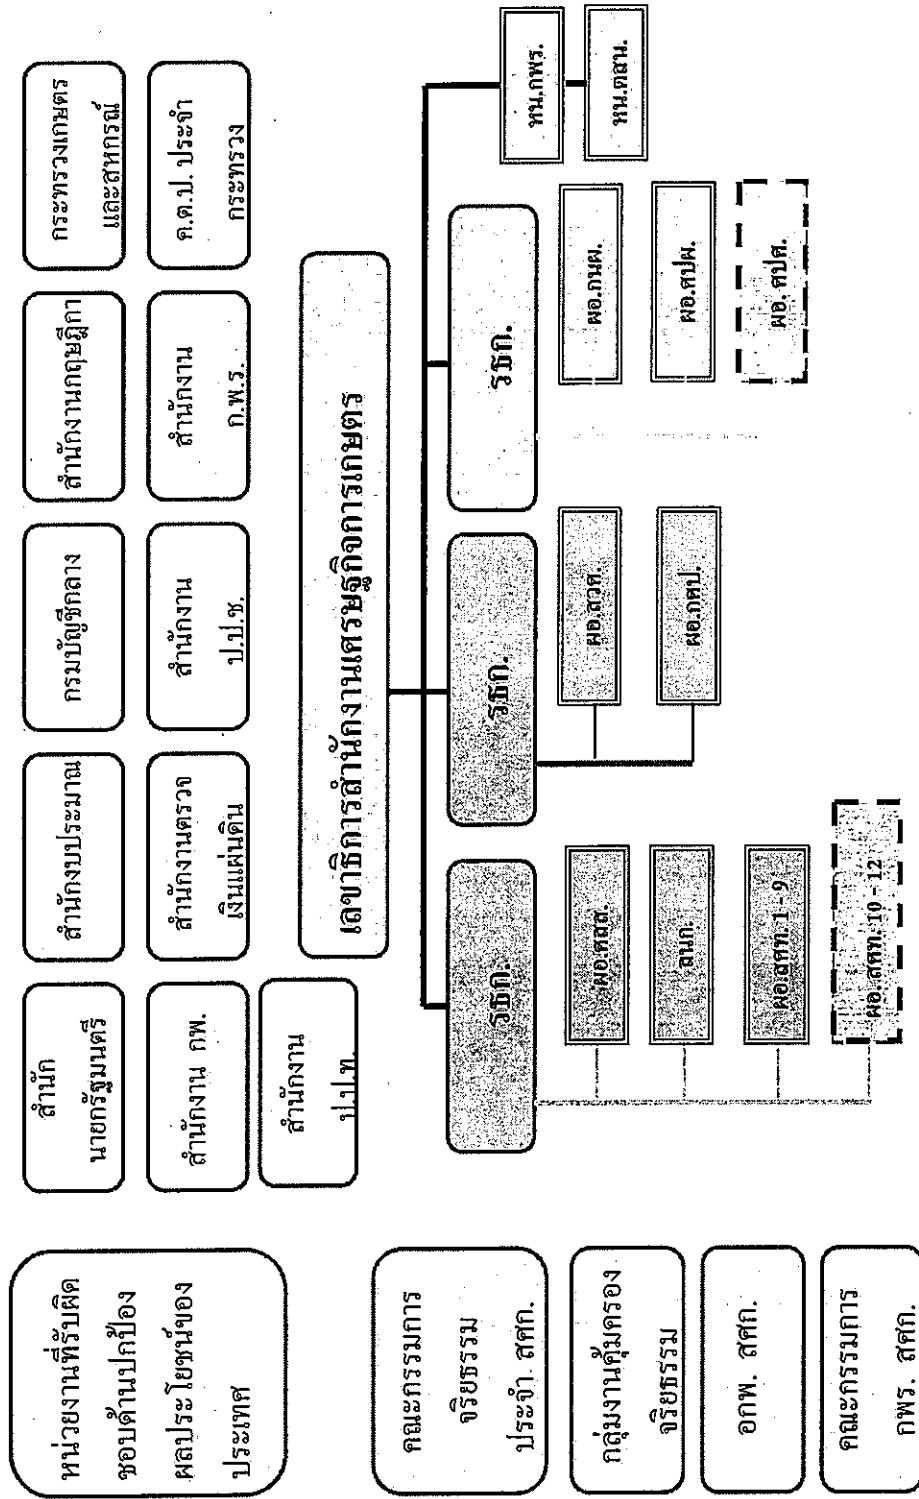 หน่วยงานที่รับผิด
ชอบด้านปกป้อง
ผลประโยชน์ของ
ประเทศ
สำนัก
นายกรัฐมนตรี
สำนักงบประมาณ
กรมบัญชีกลาง
สำนักงานกฤษฎีกา
กระทรวงเกษตร
และสหกรณ์
สำนักงาน กพ.
สำนักงานตรวจ
เงินแผ่นดิน
สำนักงาน
ป.ป.ช.
สำนักงาน
ก.พ.ร.
ค.ต.ป. ประจำ
กระทรวง
สำนักงาน
ป.ป.ท.
เลขาธิการสำนักงานเศรษฐกิจการเกษตร
คณะกรรมการ
จริยธรรม
ประจำ. สศก.
กลุ่มงานคุ้มครอง
จริยธรรม
อกพ. สศก.
คณะกรรมการ
กพร. สศก.
รธก.
รธก.
รธก.
หน.กพร.
หน.ตสน.
ผอ.ศสส.
สนก.
ผอ.สศท. 1 - 9
ผอ. สศท. 10 - 12
ผอ.สวศ.
ผอ.กศป.
ผอ.กนผ.
ผอ.ศปผ.
ผอ. ศปศ.